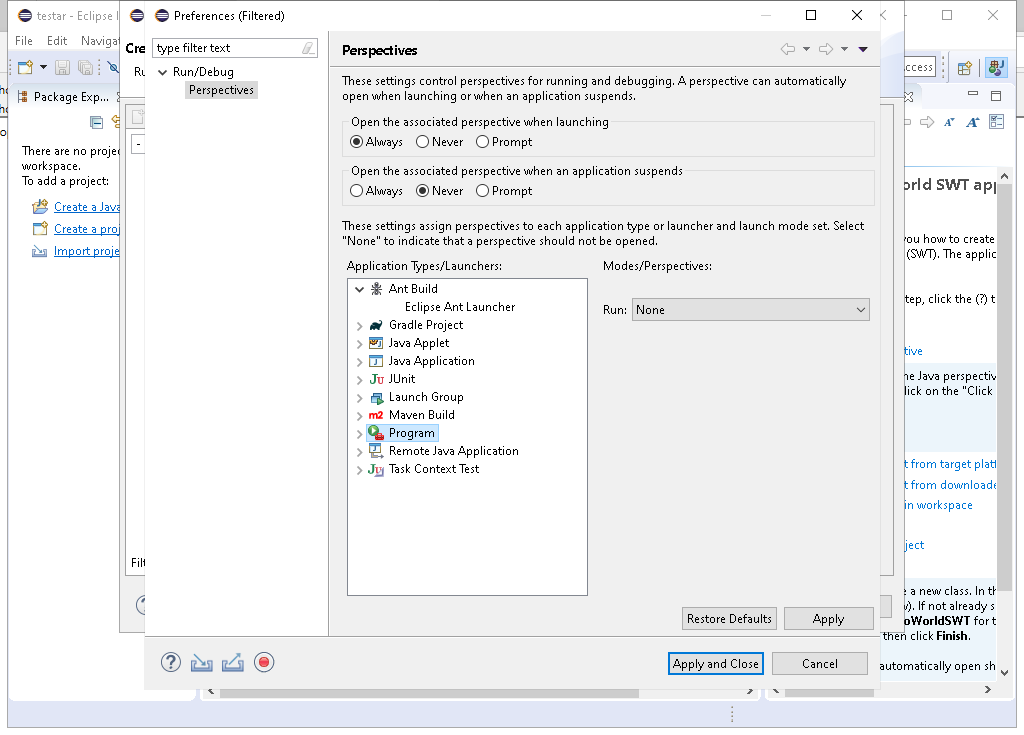 testar - Eclipse I
Preferences (Filtered)
File Edit Navigat
Cre
type filter text
Perspectives
Ru
Run/Debug
Perspectives
cess
Package Exp...
These settings control perspectives for running and debugging. A perspective can automatically
open when launching or when an application suspends.
Open the associated perspective when launching
Always Never Prompt
There are no projec
workspace.
To add a project:
Open the associated perspective when an application suspends
Always Never Prompt
Create a Java
Create a proj
Import proje
orld SWT app
These settings assign perspectives to each application type or launcher and launch mode set. Select
"None" to indicate that a perspective should not be opened.
you how to create
(SWT). The applic
Application Types/Launchers:
Modes/Perspectives:
Ant Build
Eclipse Ant Launcher
Run: None
tep, click the (?) t
Gradle Project
Java Applet
Java Application
JUnit
Launch Group
Maven Build
Program
Remote Java Application
Task Context Test
tive
he Java perspectiv
lick on the "Click
t from target platf
t from downloade
in workspace
ject
Filt
e a new class. In th
w). If not already s
oWorldSWT for t
then click Finish.
automatically open sh
Restore Defaults
Apply
Apply and Close
Cancel